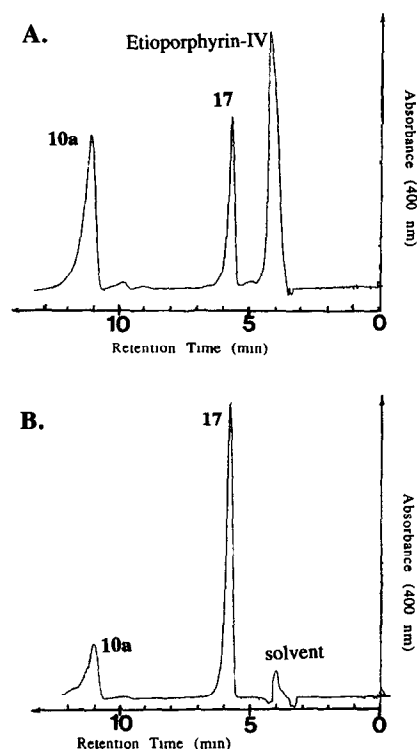 A.
Etioporphyrin-IV
17
10a
Absorbance (400 nm)
10 5 0
Retention Time (min)
B.
17
10a
solvent
Absorbance (400 nm)
10 5 0
Retention Time (min)